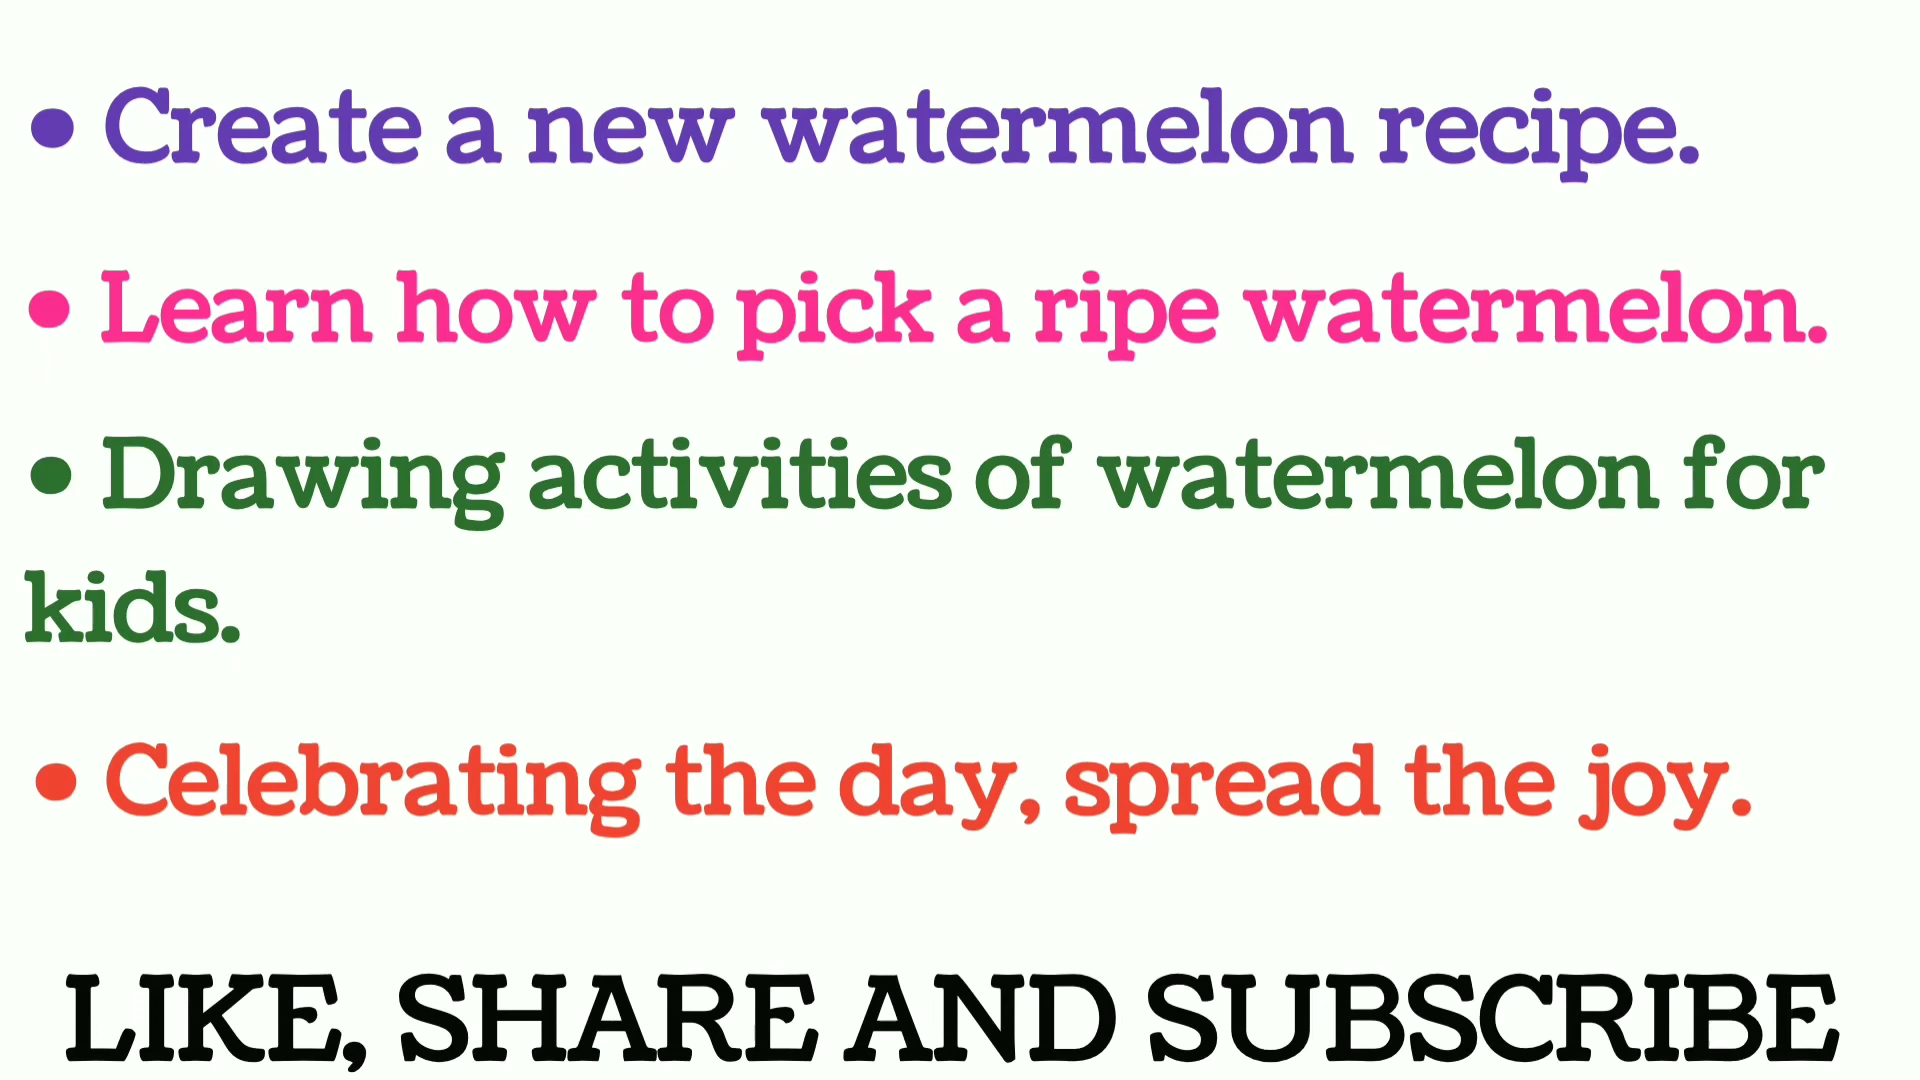 • Create a new watermelon recipe.
• Learn how to pick a ripe watermelon.
• Drawing activities of watermelon for
kids.
• Celebrating the day, spread the joy.
LIKE, SHARE AND SUBSCRIBE